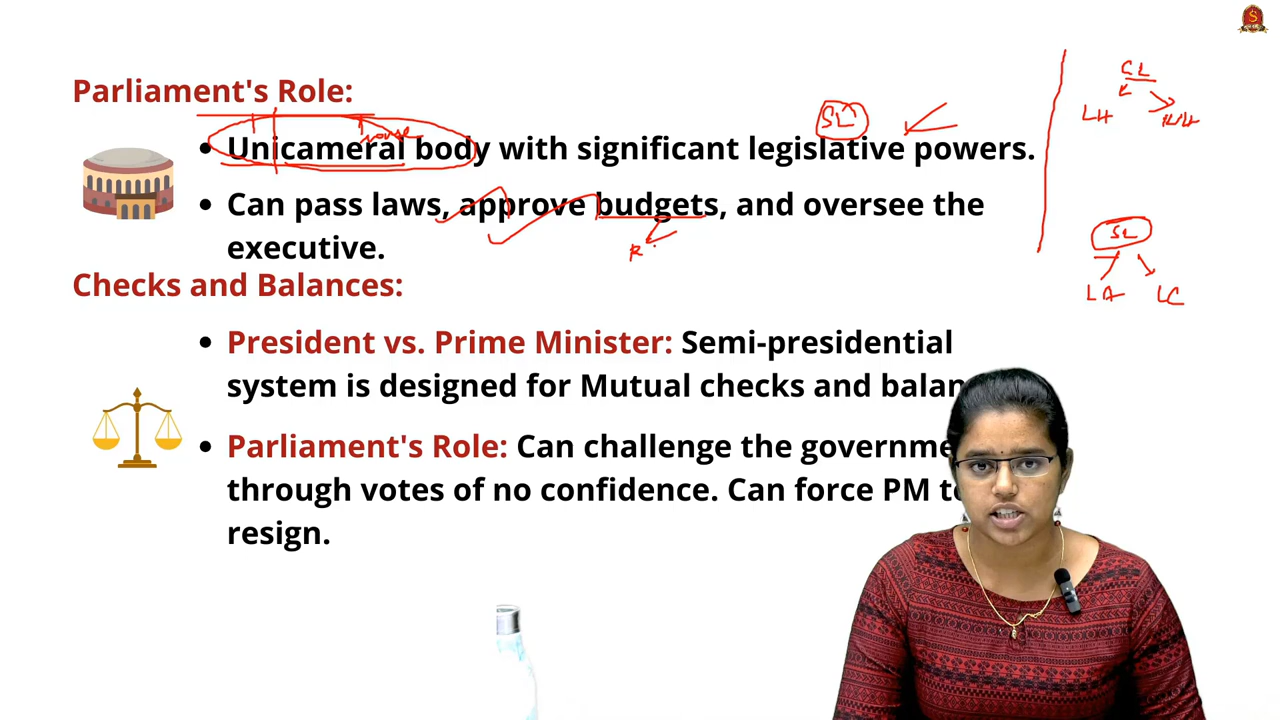 Parliament's Role:
house
SL
Unicameral body with significant legislative powers.
Can pass laws, approve budgets, and oversee the
executive.
Checks and Balances:
President vs. Prime Minister: Semi-presidential
system is designed for Mutual checks and balan
Parliament's Role: Can challenge the governme
through votes of no confidence. Can force PM t
resign.
CL
LH
SL
LA LC